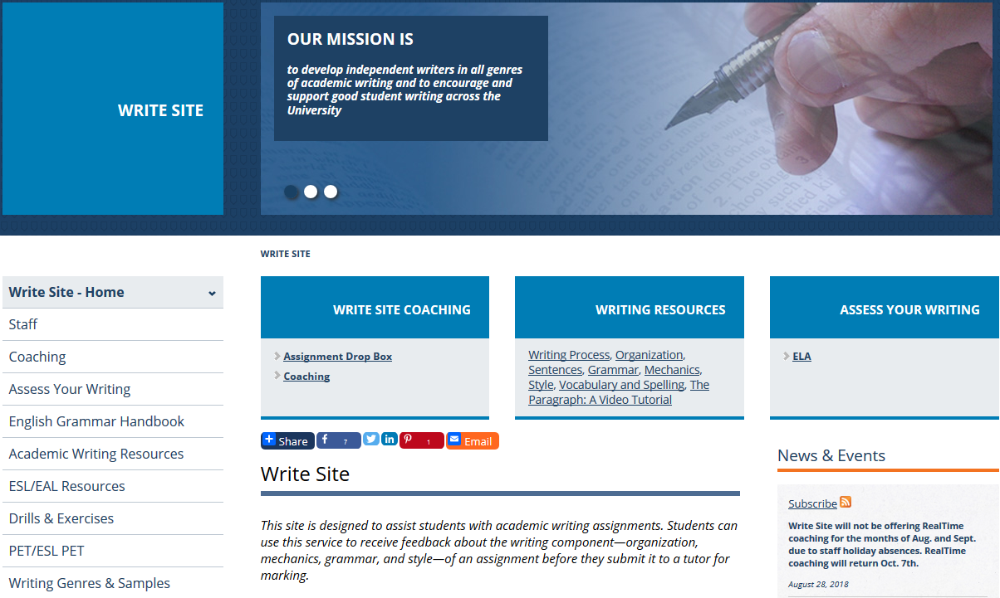 WRITE SITE
OUR MISSION IS
to develop independent writers in all genres
of academic writing and to encourage and
support good student writing across the
University
WRITE SITE
Write Site - Home
Staff
Coaching
Assess Your Writing
English Grammar Handbook
Academic Writing Resources
ESL/EAL Resources
Drills & Exercises
PET/ESL PET
Writing Genres & Samples
WRITE SITE COACHING
Assignment Drop Box
Coaching
WRITING RESOURCES
Writing Process, Organization,
Sentences, Grammar, Mechanics,
Style, Vocabulary and Spelling, The
Paragraph: A Video Tutorial
ASSESS YOUR WRITING
ELA
Share 7 1 Email
Write Site
This site is designed to assist students with academic writing assignments. Students can
use this service to receive feedback about the writing component—organization,
mechanics, grammar, and style—of an assignment before they submit it to a tutor for
marking.
News & Events
Subscribe
Write Site will not be offering RealTime
coaching for the months of Aug. and Sept.
due to staff holiday absences. RealTime
coaching will return Oct. 7th.
August 28, 2018